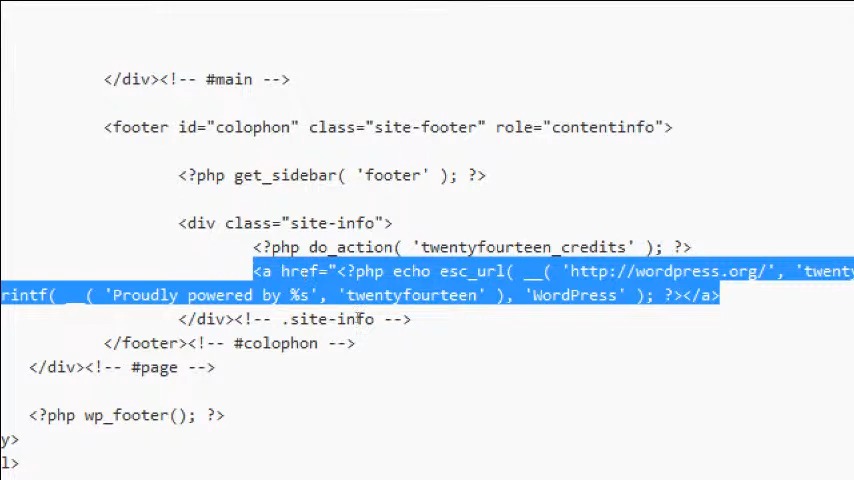 </div><!-- #main -->
<footer id="colophon" class="site-footer" role="contentinfo">
<?php get_sidebar( 'footer' ); ?>
<div class="site-info">
<?php do_action( 'twentyfourteen_credits' ); ?>
<a href="<?php echo esc_url( __( 'http://wordpress.org/', 'twenty
rintf( __( 'Proudly powered by %s', 'twentyfourteen' ), 'WordPress' ); ?></a>
</div><!-- .site-info -->
</footer><!-- #colophon -->
</div><!-- #page -->
<?php wp_footer(); ?>
y>
l>